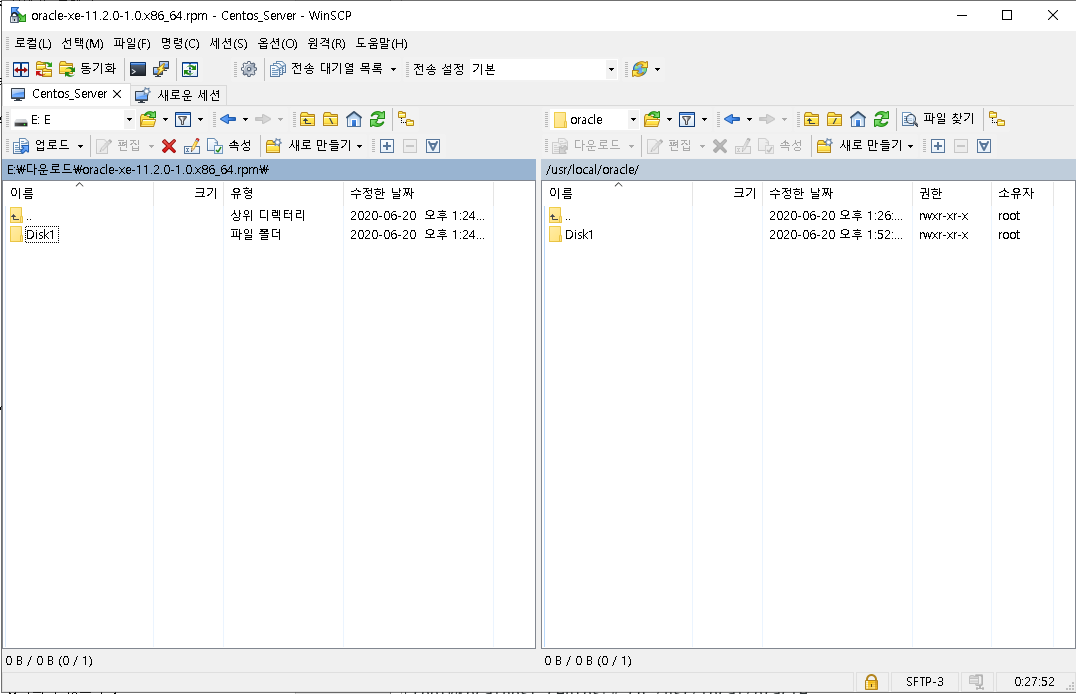 oracle-xe-11.2.0-1.0.x86_64.rpm - Centos_Server - WinSCP
로컬(L) 선택(M) 파일(F) 명령(C) 세션(S) 옵션(O) 원격(R) 도움말(H)
동기화 전송 대기열 목록 전송 설정 기본
Centos_Server 새로운 세션
E: E oracle 파일 찾기
업로드 편집 속성 새로 만들기 다운로드 편집 속성 새로 만들기
E:₩다운로드₩oracle-xe-11.2.0-1.0.x86_64.rpm₩ /usr/local/oracle/
이름 크기 유형 수정한 날짜 이름 크기 수정한 날짜 권한 소유자
.. 상위 디렉터리 2020-06-20 오후 1:24... .. 2020-06-20 오후 1:26:... rwxr-xr-x root
Disk1 파일 폴더 2020-06-20 오후 1:24... Disk1 2020-06-20 오후 1:52:... rwxr-xr-x root
0 B / 0 B (0 / 1) 0 B / 0 B (0 / 1)
SFTP-3 0:27:52